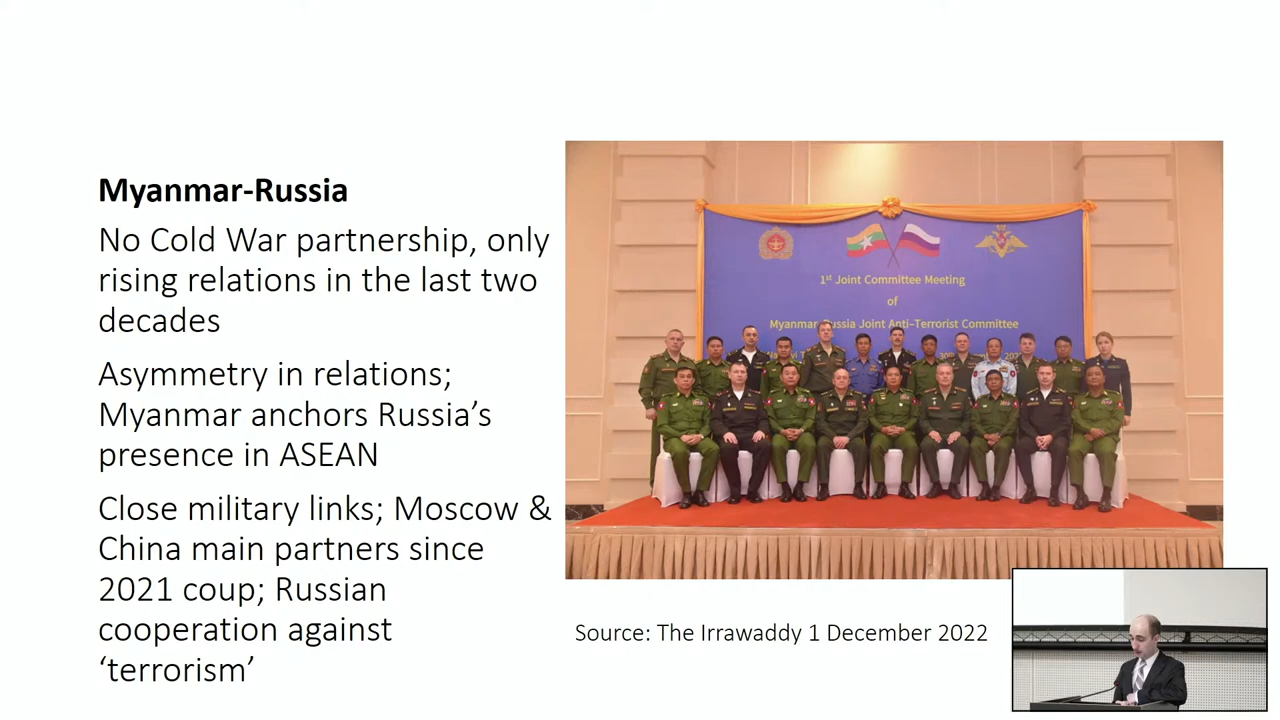 Myanmar-Russia
No Cold War partnership, only
rising relations in the last two
decades
Asymmetry in relations;
Myanmar anchors Russia's
presence in ASEAN
Close military links; Moscow &
China main partners since
2021 coup; Russian
cooperation against
'terrorism'
1st Joint Committee Meeting
of
Myanmar-Russia Joint Anti-Terrorist Committee
Source: The Irrawaddy 1 December 2022